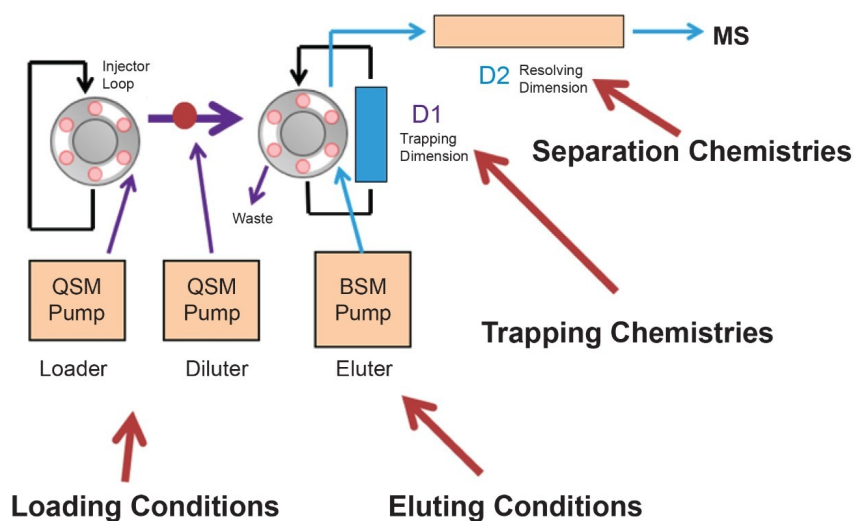 Injector
Loop
MS
D2 Resolving
Dimension
D1
Trapping
Dimension
Separation Chemistries
Waste
QSM
Pump
QSM
Pump
BSM
Pump
Trapping Chemistries
Loader
Diluter
Eluter
Loading Conditions
Eluting Conditions